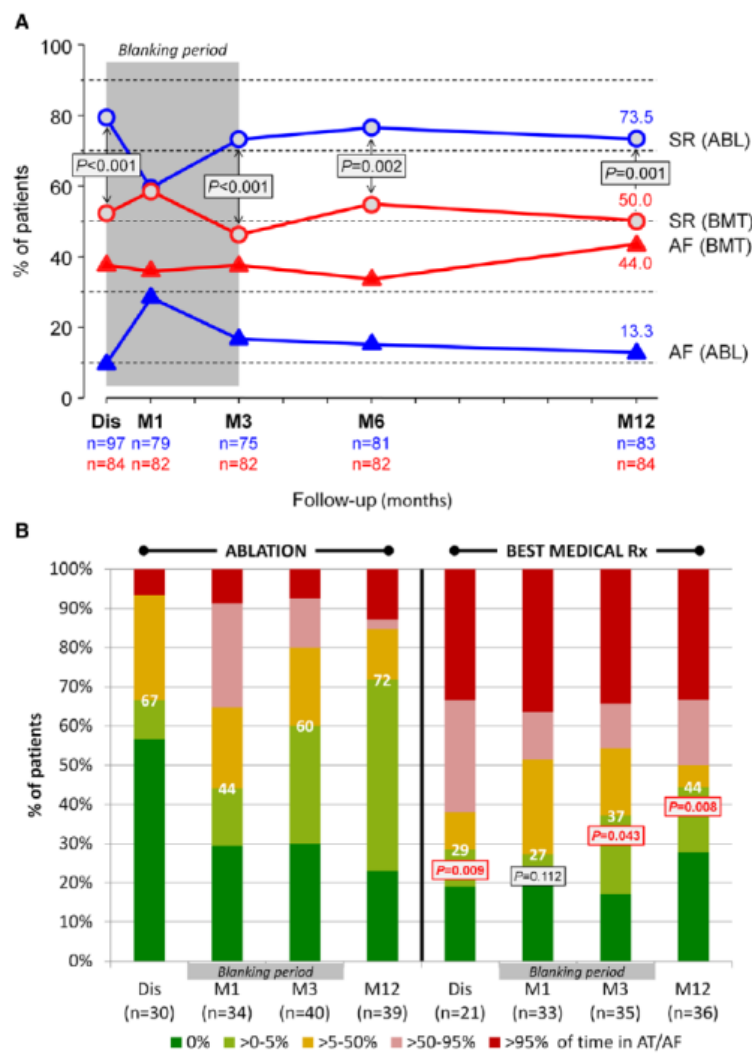 A
Blanking period
100
80
60
40
20
0
% of patients
P<0.001
P<0.001
P=0.002
P=0.001
73.5
50.0
44.0
13.3
SR (ABL)
SR (BMT)
AF (BMT)
AF (ABL)
Dis M1 M3 M6 M12
n=97 n=79 n=75 n=81 n=83
n=84 n=82 n=82 n=82 n=84
Follow-up (months)
B
ABLATION BEST MEDICAL Rx
100%
90%
80%
70%
60%
50%
40%
30%
20%
10%
0%
% of patients
67 44 60 72 29 27 37 44
P=0.009 P=0.112 P=0.043 P=0.008
Blanking period Blanking period
Dis M1 M3 M12 Dis M1 M3 M12
(n=30) (n=34) (n=40) (n=39) (n=21) (n=33) (n=35) (n=36)
0% >0-5% >5-50% >50-95% >95% of time in AT/AF